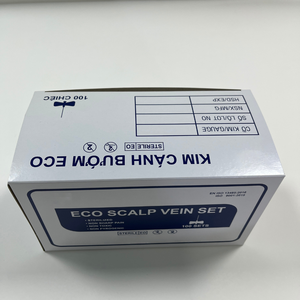 KIM CÁNH BƯỚM ECO
STERILE EO
CỠ KIM/GAUGE
SỐ LÔ/LOT NO
NSX/MFG
HSD/EXP
100 CHIẾC
ECO SCALP VEIN SET
100 SETS